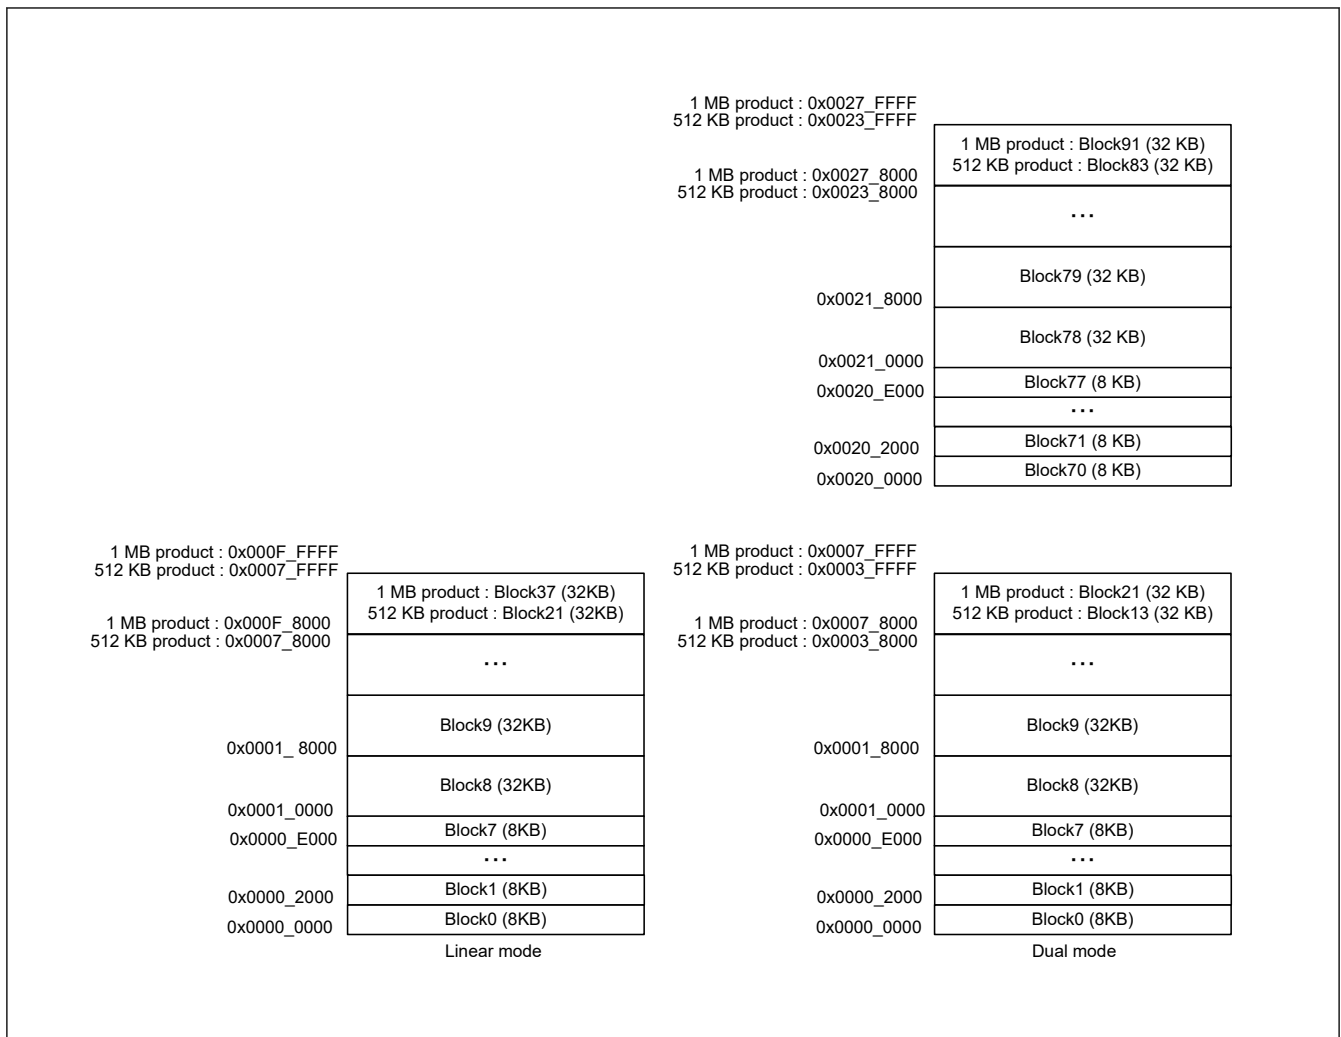 1 MB product : 0x0027_FFFF
512 KB product : 0x0023_FFFF
1 MB product : Block91 (32 KB)
512 KB product : Block83 (32 KB)
1 MB product : 0x0027_8000
512 KB product : 0x0023_8000
...
Block79 (32 KB)
0x0021_8000
Block78 (32 KB)
0x0021_0000
Block77 (8 KB)
0x0020_E000
...
Block71 (8 KB)
0x0020_2000
Block70 (8 KB)
0x0020_0000
1 MB product : 0x000F_FFFF
512 KB product : 0x0007_FFFF
1 MB product : Block37 (32KB)
512 KB product : Block21 (32KB)
1 MB product : 0x000F_8000
512 KB product : 0x0007_8000
...
Block9 (32KB)
0x0001_ 8000
Block8 (32KB)
0x0001_0000
Block7 (8KB)
0x0000_E000
...
Block1 (8KB)
0x0000_2000
Block0 (8KB)
0x0000_0000
Linear mode
1 MB product : 0x0007_FFFF
512 KB product : 0x0003_FFFF
1 MB product : Block21 (32 KB)
512 KB product : Block13 (32 KB)
1 MB product : 0x0007_8000
512 KB product : 0x0003_8000
...
Block9 (32KB)
0x0001_8000
Block8 (32KB)
0x0001_0000
Block7 (8KB)
0x0000_E000
...
Block1 (8KB)
0x0000_2000
Block0 (8KB)
0x0000_0000
Dual mode